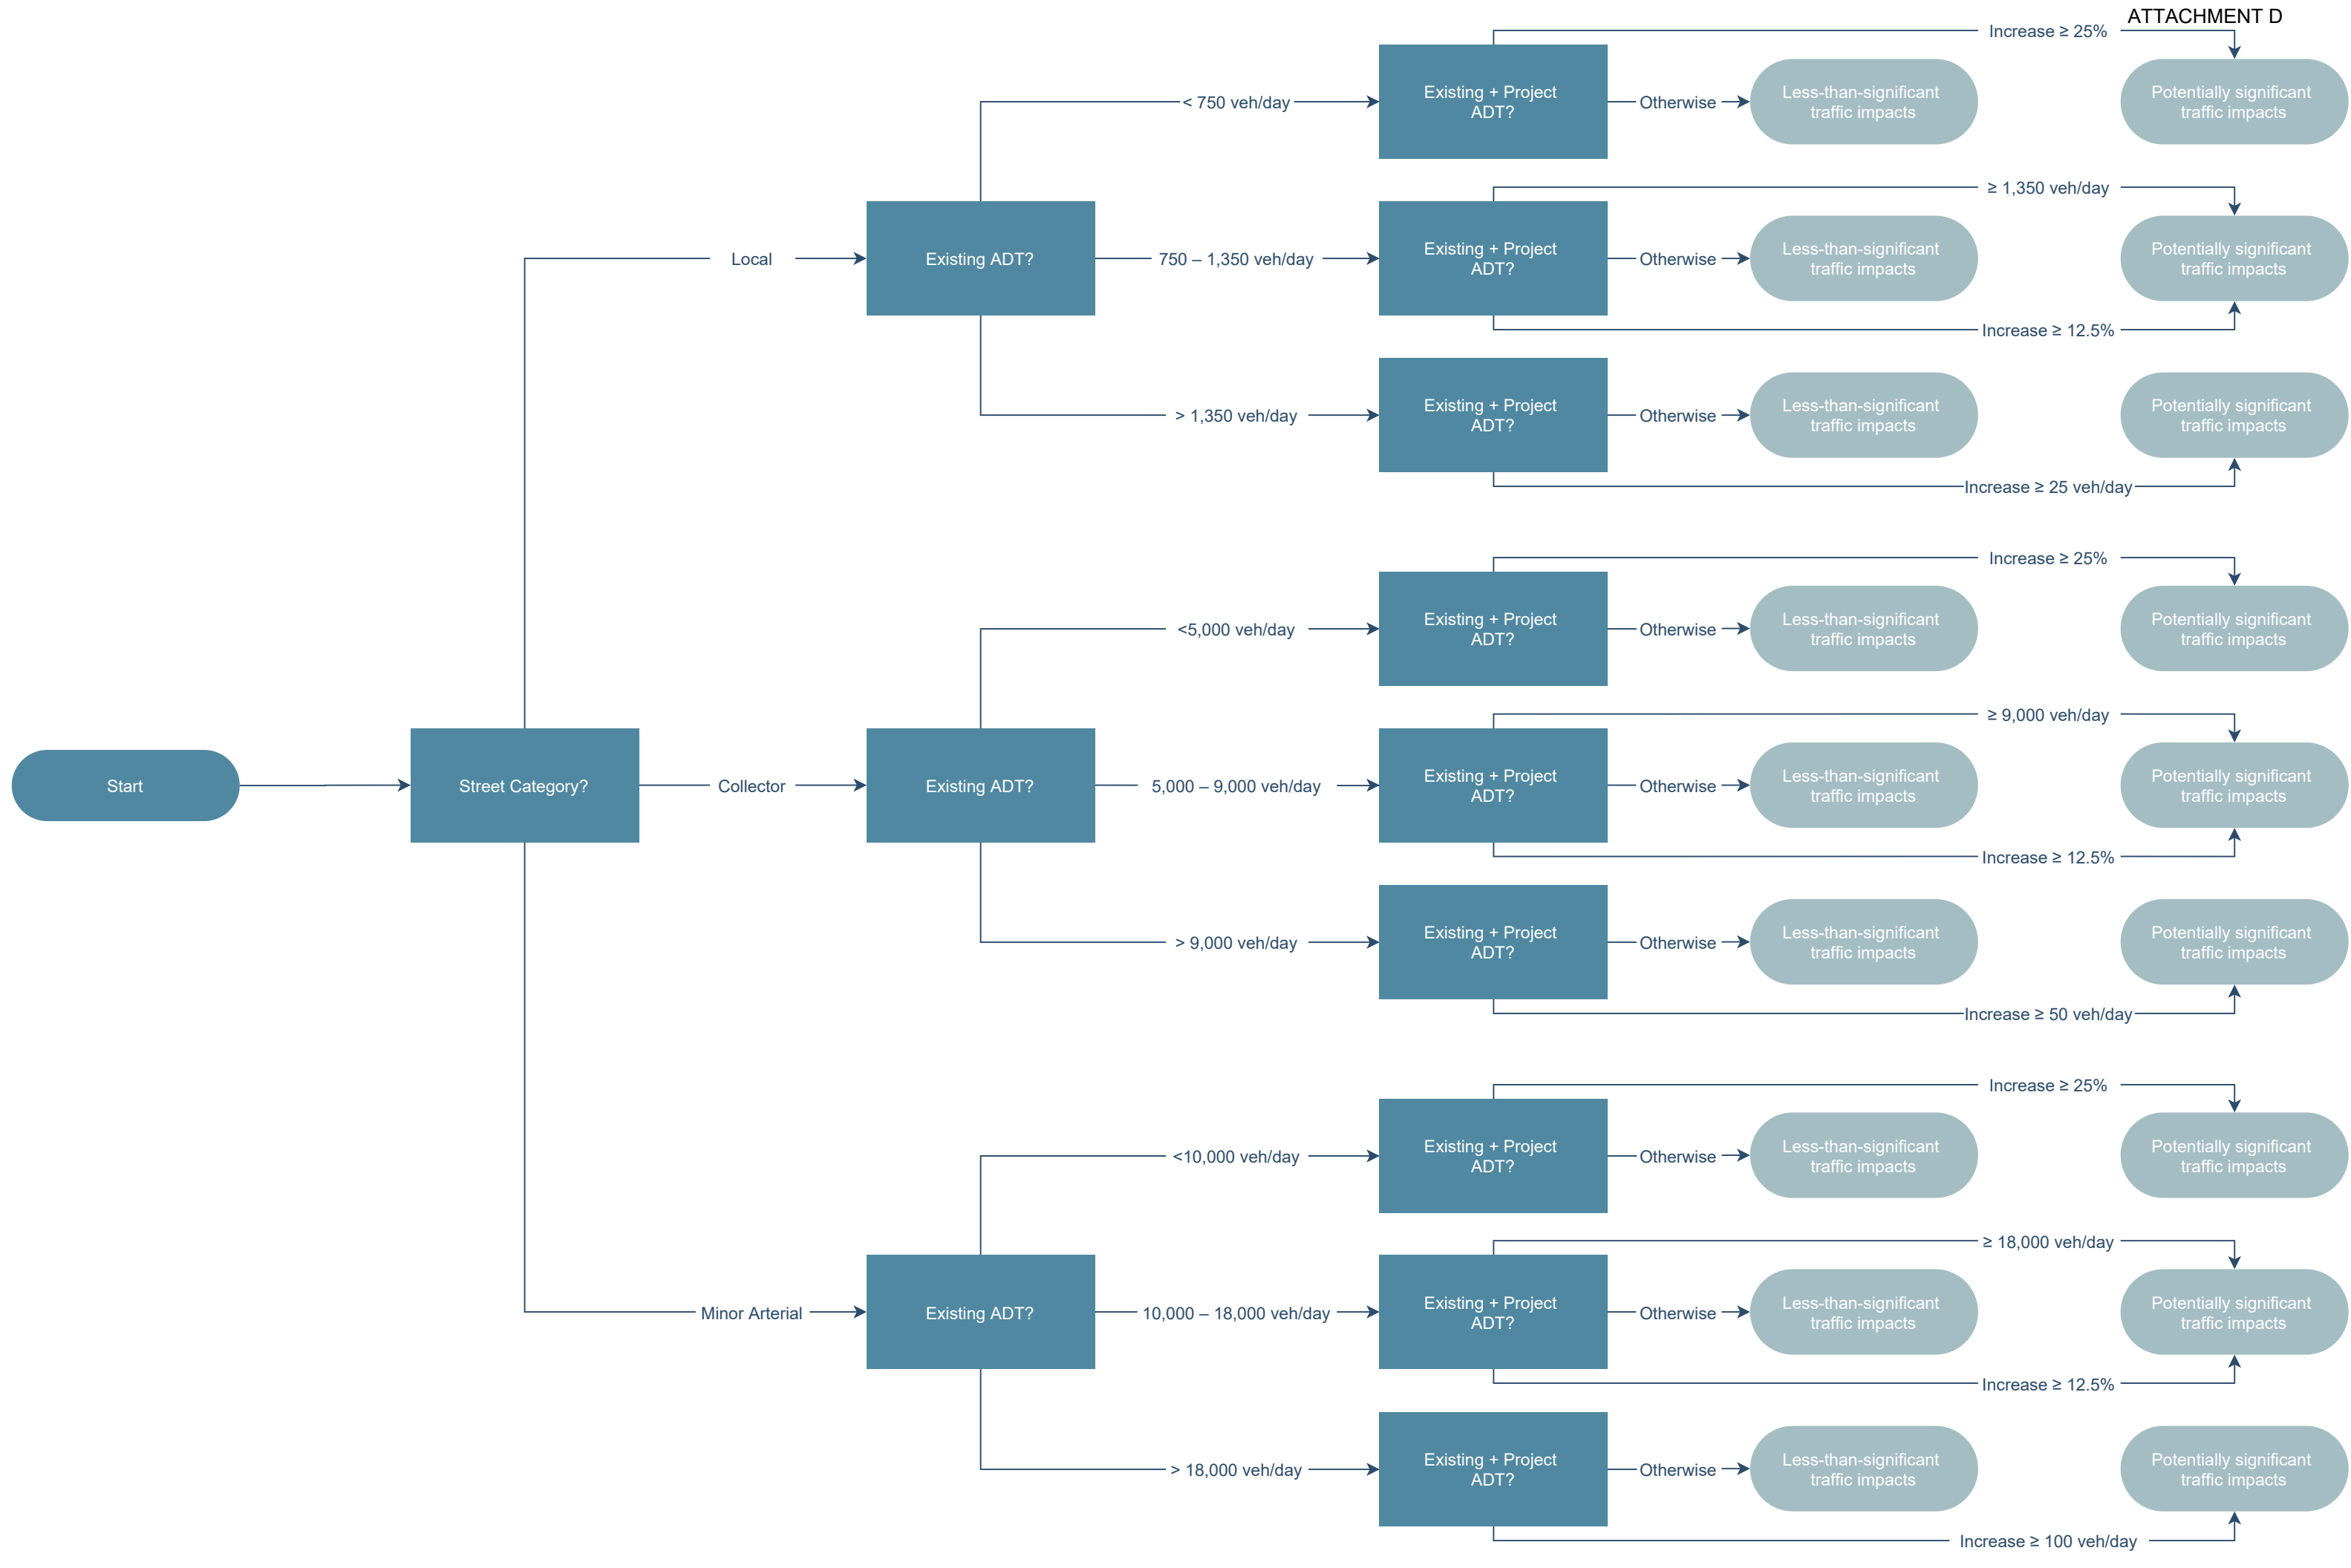 ATTACHMENT D
Increase ≥ 25%
< 750 veh/day
Existing + Project
ADT?
Otherwise
Less-than-significant
traffic impacts
Potentially significant
traffic impacts
≥ 1,350 veh/day
Local
Existing ADT?
750 – 1,350 veh/day
Existing + Project
ADT?
Otherwise
Less-than-significant
traffic impacts
Potentially significant
traffic impacts
Increase ≥ 12.5%
> 1,350 veh/day
Existing + Project
ADT?
Otherwise
Less-than-significant
traffic impacts
Potentially significant
traffic impacts
Increase ≥ 25 veh/day
Increase ≥ 25%
<5,000 veh/day
Existing + Project
ADT?
Otherwise
Less-than-significant
traffic impacts
Potentially significant
traffic impacts
≥ 9,000 veh/day
Start
Street Category?
Collector
Existing ADT?
5,000 – 9,000 veh/day
Existing + Project
ADT?
Otherwise
Less-than-significant
traffic impacts
Potentially significant
traffic impacts
Increase ≥ 12.5%
> 9,000 veh/day
Existing + Project
ADT?
Otherwise
Less-than-significant
traffic impacts
Potentially significant
traffic impacts
Increase ≥ 50 veh/day
Increase ≥ 25%
<10,000 veh/day
Existing + Project
ADT?
Otherwise
Less-than-significant
traffic impacts
Potentially significant
traffic impacts
≥ 18,000 veh/day
Minor Arterial
Existing ADT?
10,000 – 18,000 veh/day
Existing + Project
ADT?
Otherwise
Less-than-significant
traffic impacts
Potentially significant
traffic impacts
Increase ≥ 12.5%
> 18,000 veh/day
Existing + Project
ADT?
Otherwise
Less-than-significant
traffic impacts
Potentially significant
traffic impacts
Increase ≥ 100 veh/day